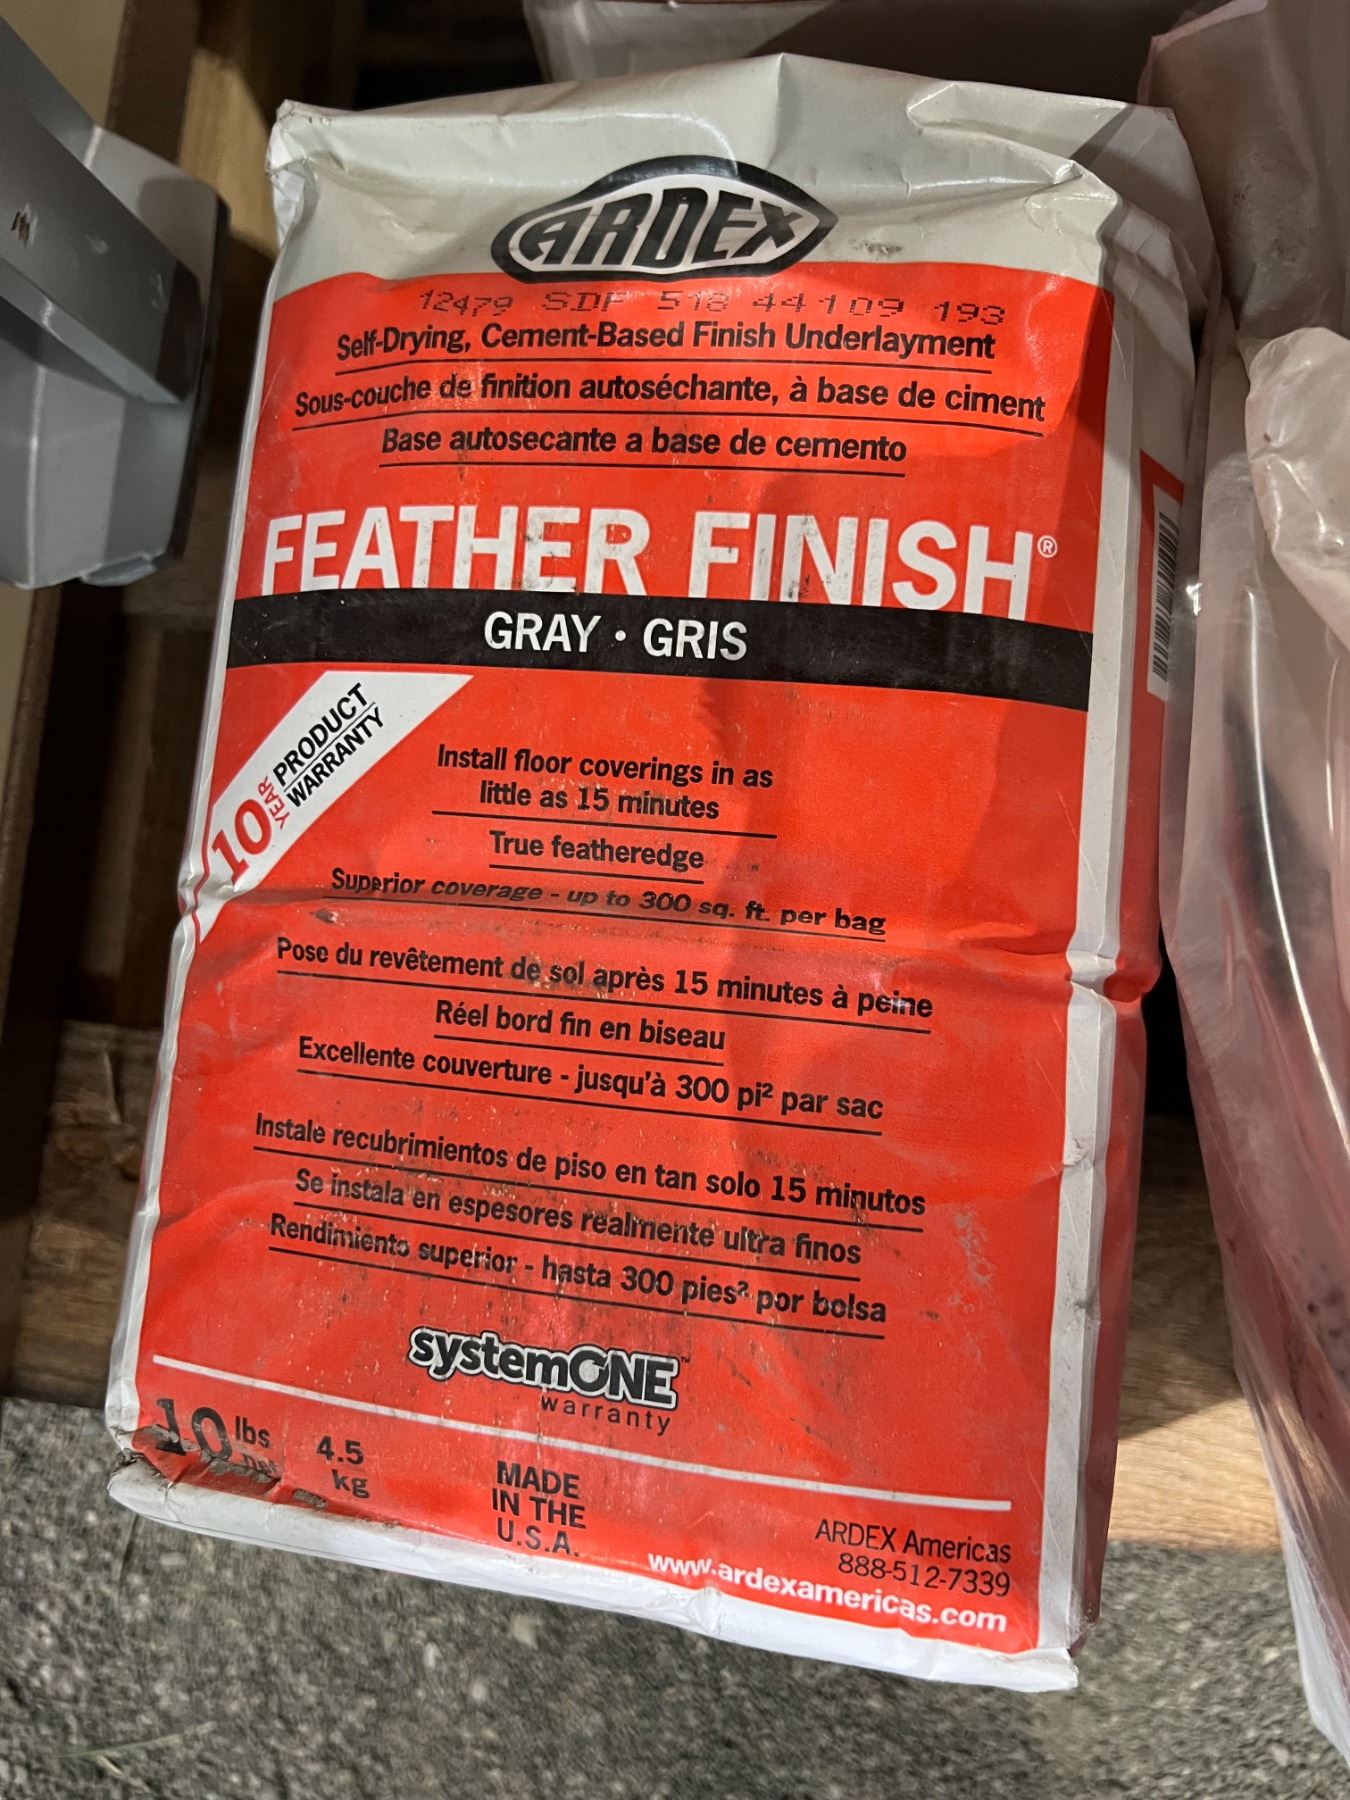 ARDEX
12479 SDF 518 44109 193
Self-Drying, Cement-Based Finish Underlayment
Sous-couche de finition autoséchante, à base de ciment
Base autosecante a base de cemento
FEATHER FINISH®
GRAY · GRIS
10 YEAR PRODUCT WARRANTY
Install floor coverings in as
little as 15 minutes
True featheredge
Superior coverage - up to 300 sq. ft. per bag
Pose du revêtement de sol après 15 minutes à peine
Réel bord fin en biseau
Excellente couverture - jusqu'à 300 pi² par sac
Instale recubrimientos de piso en tan solo 15 minutos
Se instala en espesores realmente ultra finos
Rendimiento superior - hasta 300 pies² por bolsa
systemONE™
warranty
10 lbs net
4.5 kg
MADE
IN THE
U.S.A.
ARDEX Americas
888-512-7339
www.ardexamericas.com